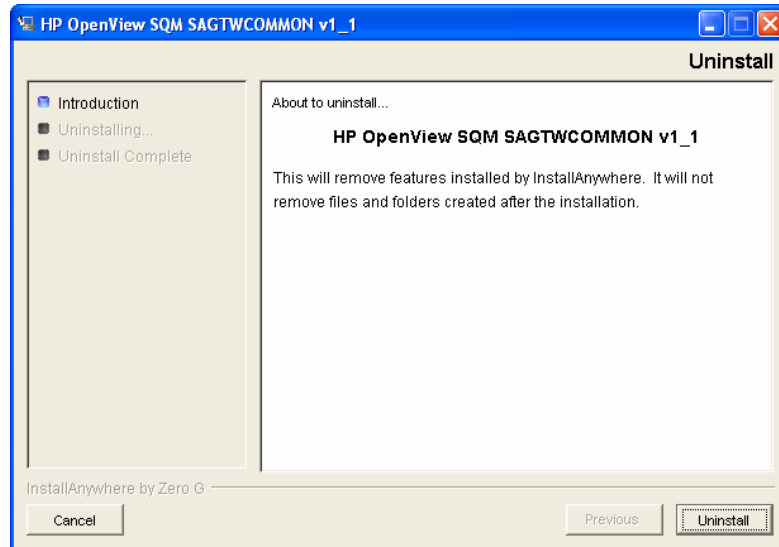 HP OpenView SQM SAGTWCOMMON v1_1
Uninstall
Introduction
Uninstalling...
Uninstall Complete
About to uninstall...
HP OpenView SQM SAGTWCOMMON v1_1
This will remove features installed by InstallAnywhere. It will not
remove files and folders created after the installation.
InstallAnywhere by Zero G
Cancel
Previous
Uninstall